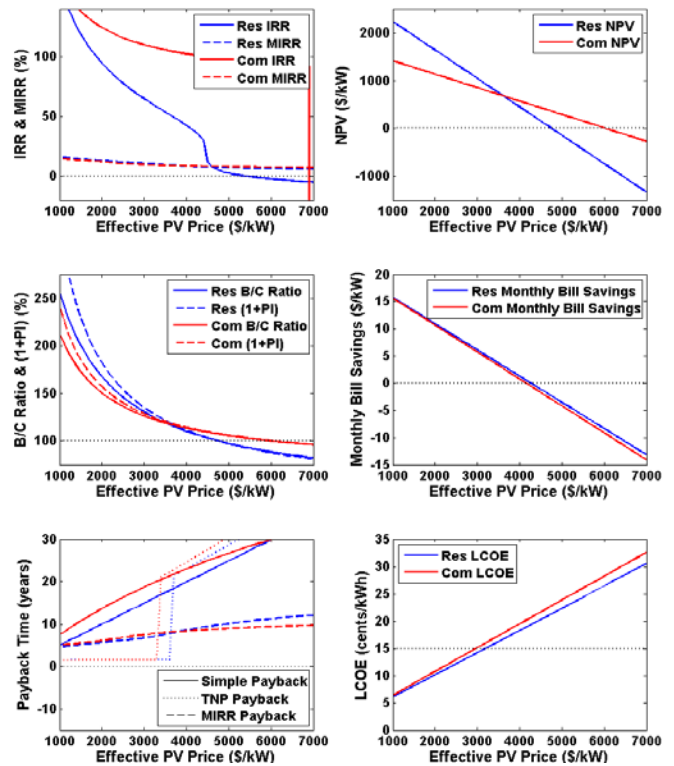 IRR & MIRR (%)
100
50
0
Res IRR
Res MIRR
Com IRR
Com MIRR
1000 2000 3000 4000 5000 6000 7000
Effective PV Price ($/kW)
NPV ($/kW)
2000
1000
0
-1000
Res NPV
Com NPV
1000 2000 3000 4000 5000 6000 7000
Effective PV Price ($/kW)
B/C Ratio & (1+PI) (%)
250
200
150
100
Res B/C Ratio
Res (1+PI)
Com B/C Ratio
Com (1+PI)
1000 2000 3000 4000 5000 6000 7000
Effective PV Price ($/kW)
Monthly Bill Savings ($/kW)
20
15
10
5
0
-5
-10
-15
Res Monthly Bill Savings
Com Monthly Bill Savings
1000 2000 3000 4000 5000 6000 7000
Effective PV Price ($/kW)
Payback Time (years)
30
20
10
0
-10
Simple Payback
TNP Payback
MIRR Payback
1000 2000 3000 4000 5000 6000 7000
Effective PV Price ($/kW)
LCOE (cents/kWh)
35
30
25
20
15
10
5
0
Res LCOE
Com LCOE
1000 2000 3000 4000 5000 6000 7000
Effective PV Price ($/kW)